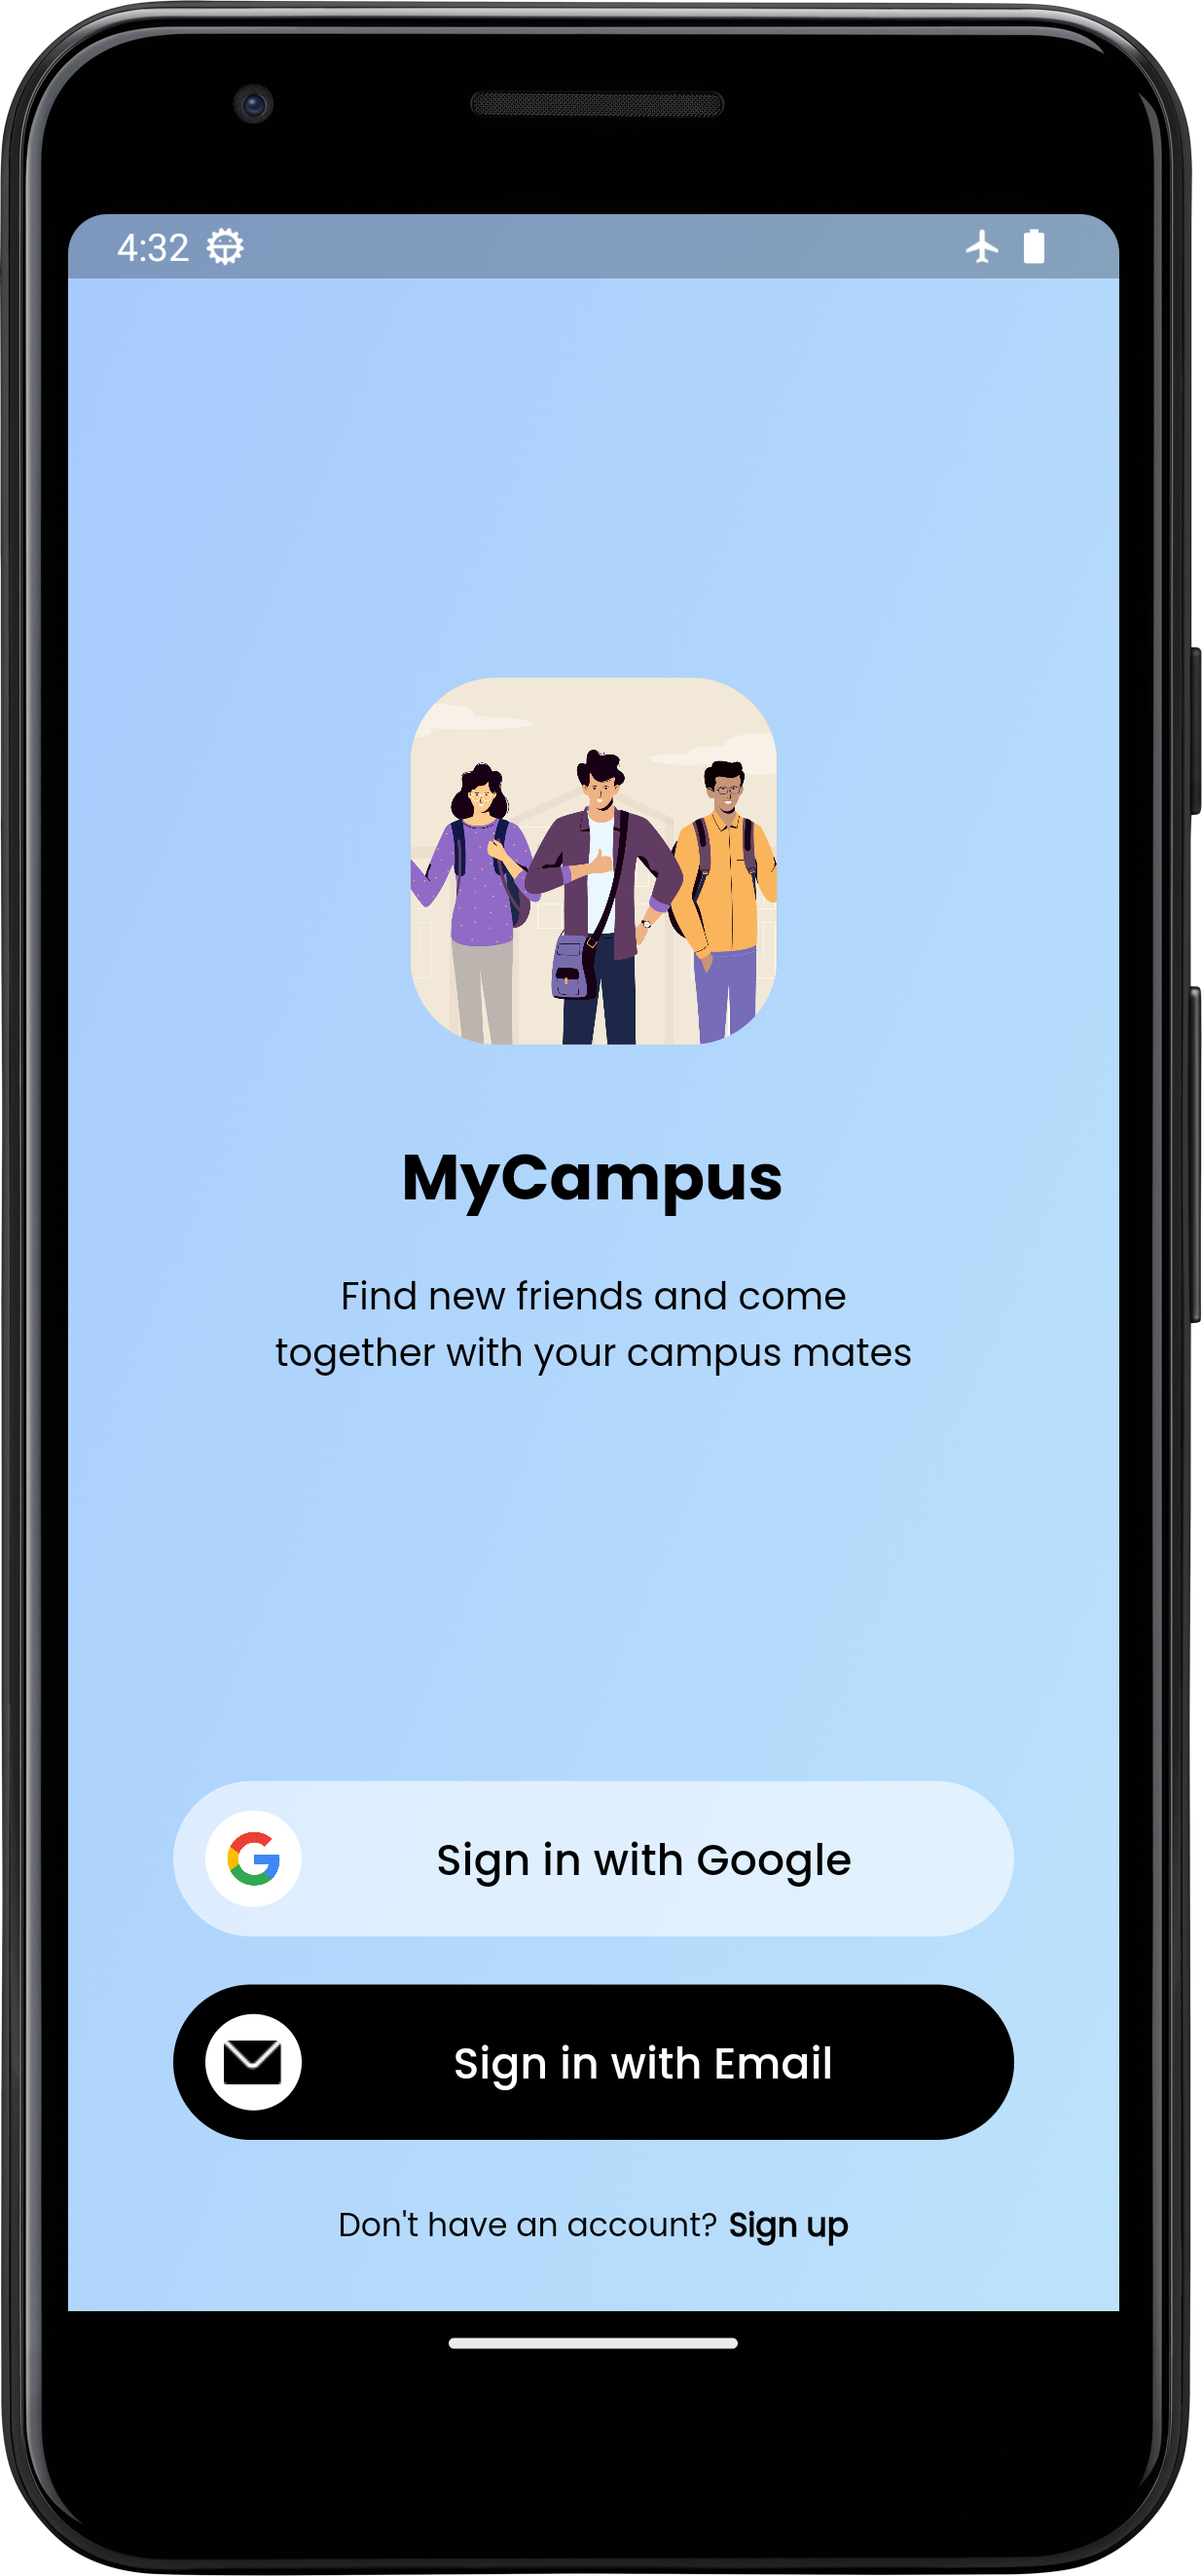 4:32
MyCampus
Find new friends and come
together with your campus mates
Sign in with Google
Sign in with Email
Don't have an account? Sign up